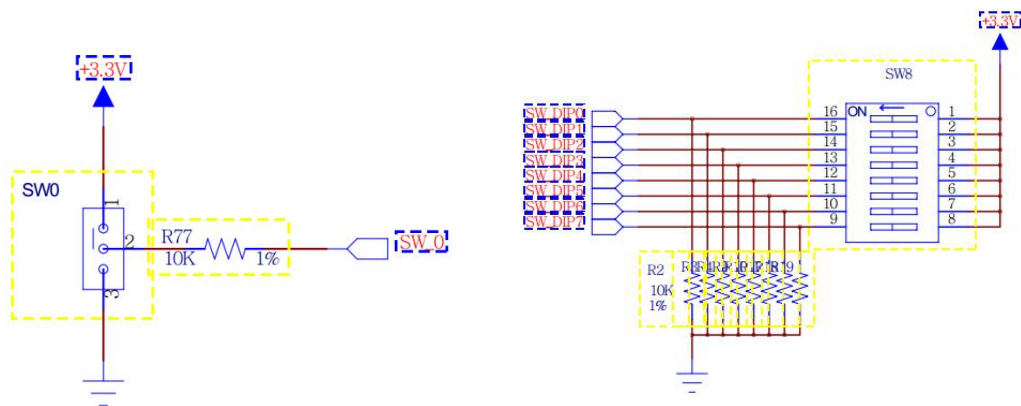 +3.3V
SW0
1
2
3
R77
10K
1%
SW_0
+3.3V
SW8
SW_DIP0
SW_DIP1
SW_DIP2
SW_DIP3
SW_DIP4
SW_DIP5
SW_DIP6
SW_DIP7
16
15
14
13
12
11
10
9
ON
1
2
3
4
5
6
7
8
R2
10K
1%